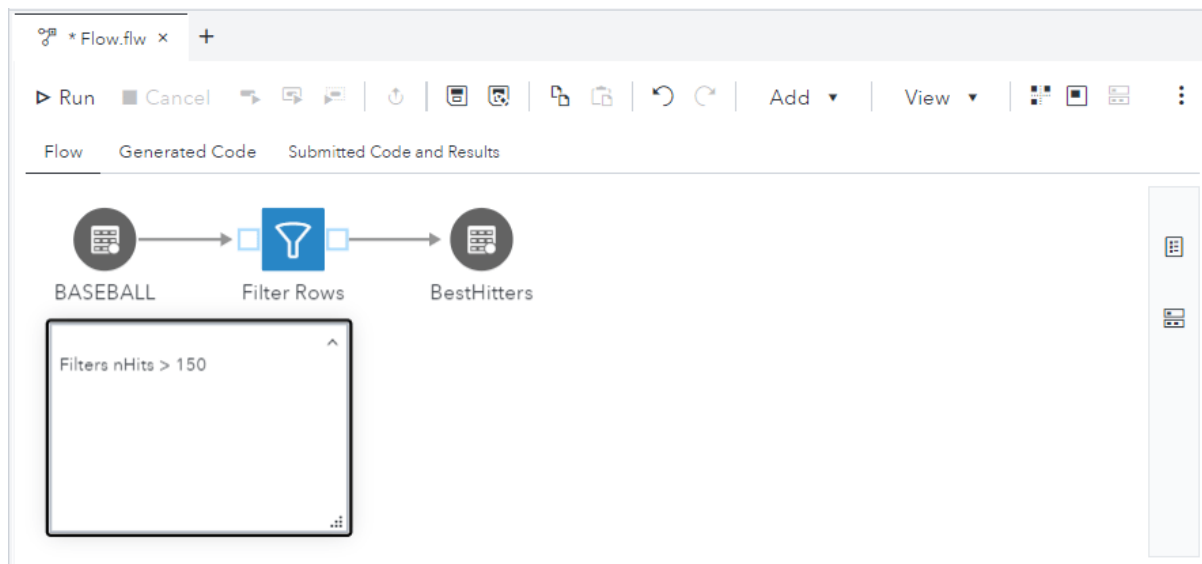 * Flow.flw × +
Run Cancel Add View
Flow Generated Code Submitted Code and Results
BASEBALL Filter Rows BestHitters
Filters nHits > 150